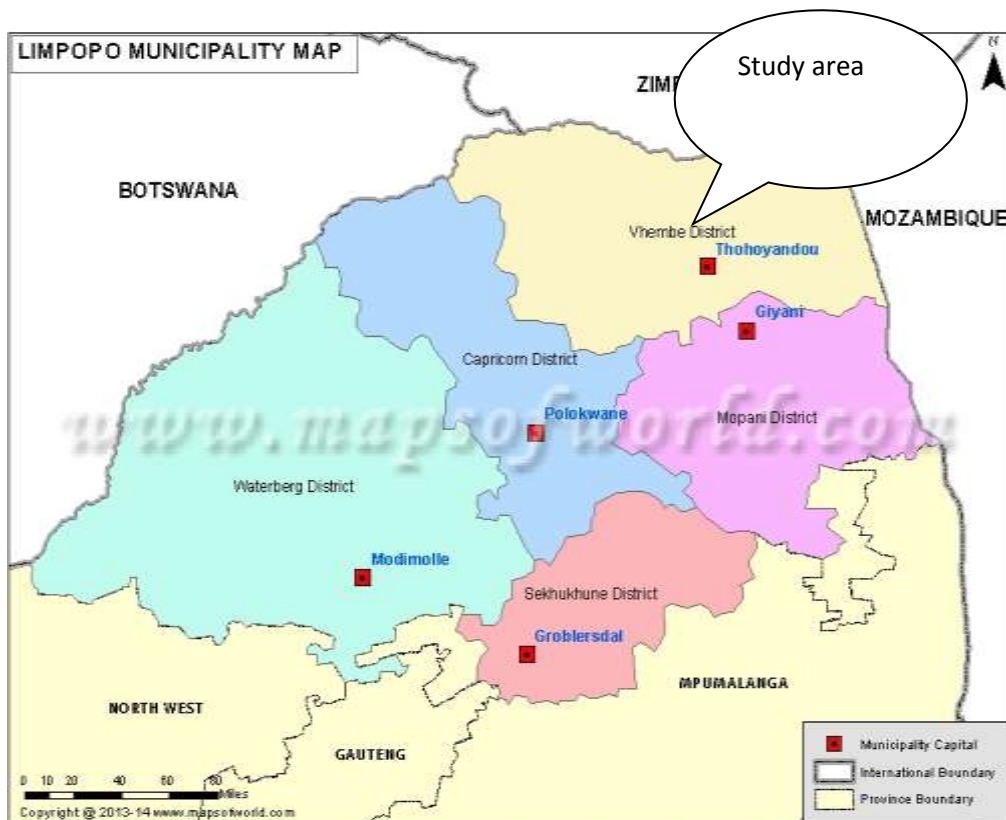 LIMPOPO MUNICIPALITY MAP
Study area
N
BOTSWANA
MOZAMBIQUE
Vhembe District
Thohoyandou
Giyani
Capricorn District
Polokwane
Mopani District
www.mapsofworld.com
Waterberg District
Modimolle
Sekhukhune District
Groblersdal
MPUMALANGA
NORTH WEST
GAUTENG
Municipality Capital
International Boundary
Province Boundary
0 10 20 40 60 80
Miles
Copyright @ 2013-14 www.mapsofworld.com